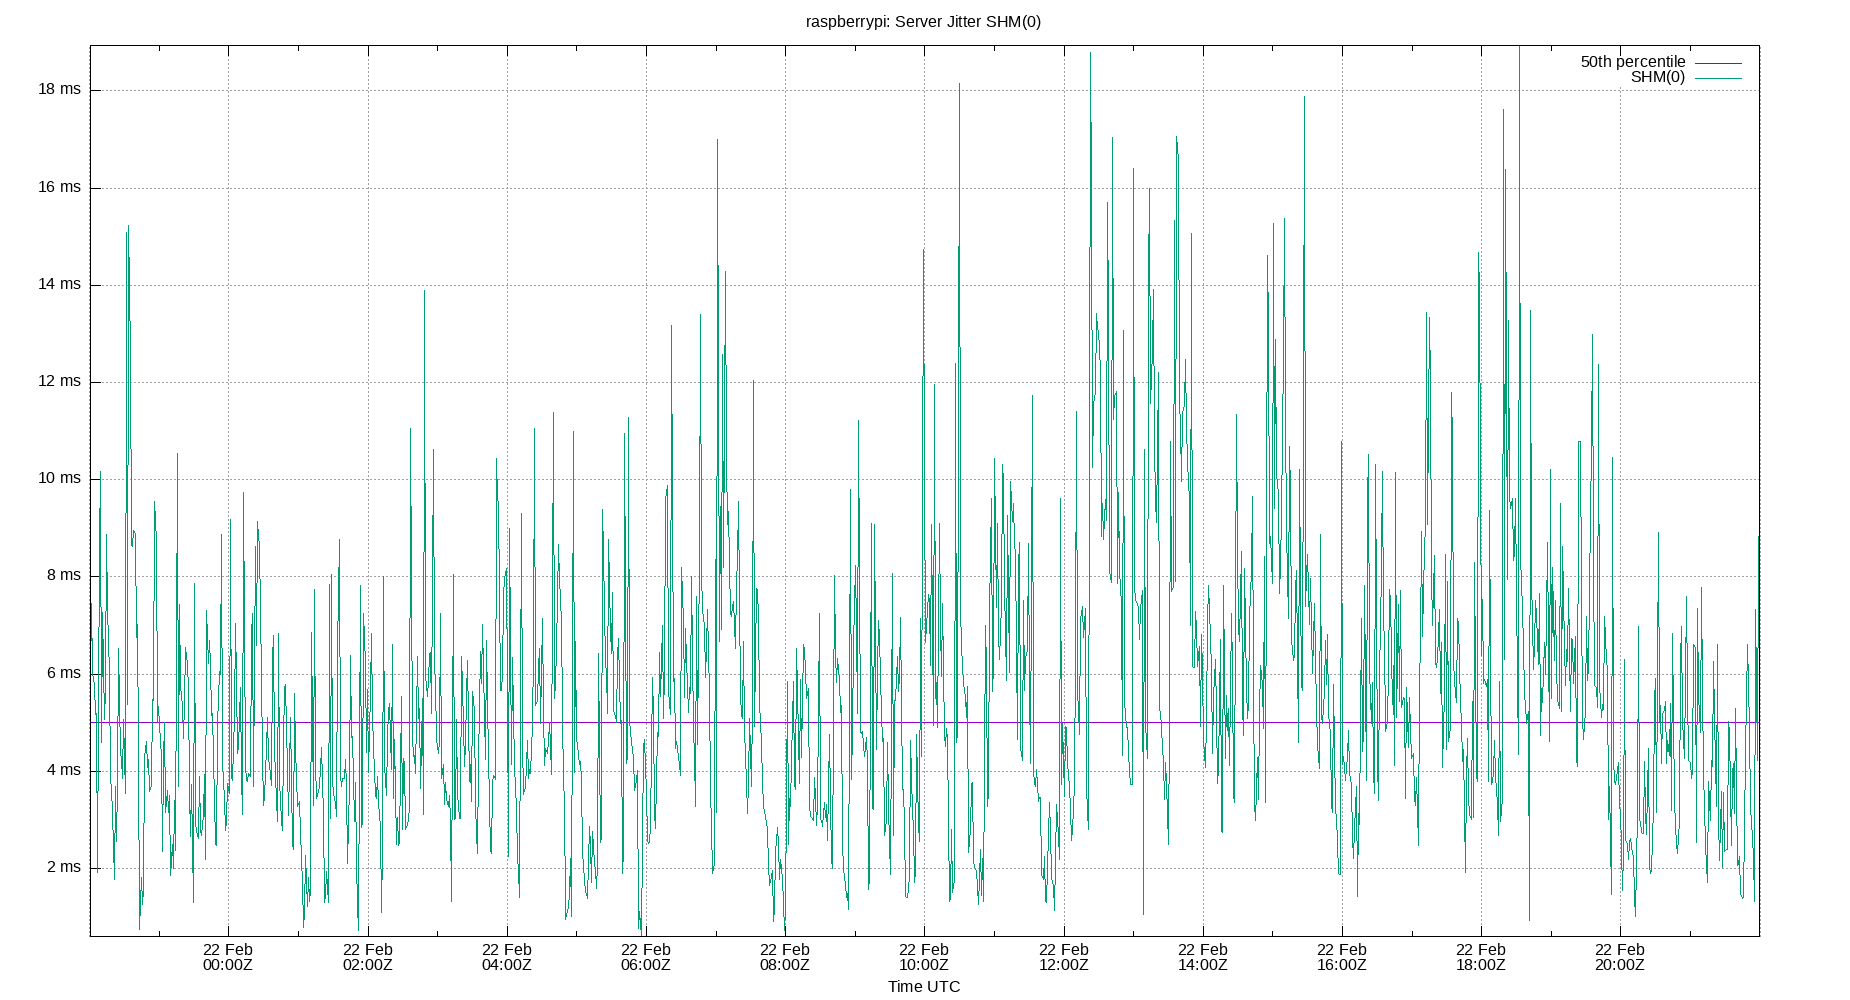 raspberrypi: Server Jitter SHM(0)
50th percentile
SHM(0)
18 ms
16 ms
14 ms
12 ms
10 ms
8 ms
6 ms
4 ms
2 ms
22 Feb 22 Feb 22 Feb 22 Feb 22 Feb 22 Feb 22 Feb 22 Feb 22 Feb 22 Feb 22 Feb
00:00Z 02:00Z 04:00Z 06:00Z 08:00Z 10:00Z 12:00Z 14:00Z 16:00Z 18:00Z 20:00Z
Time UTC